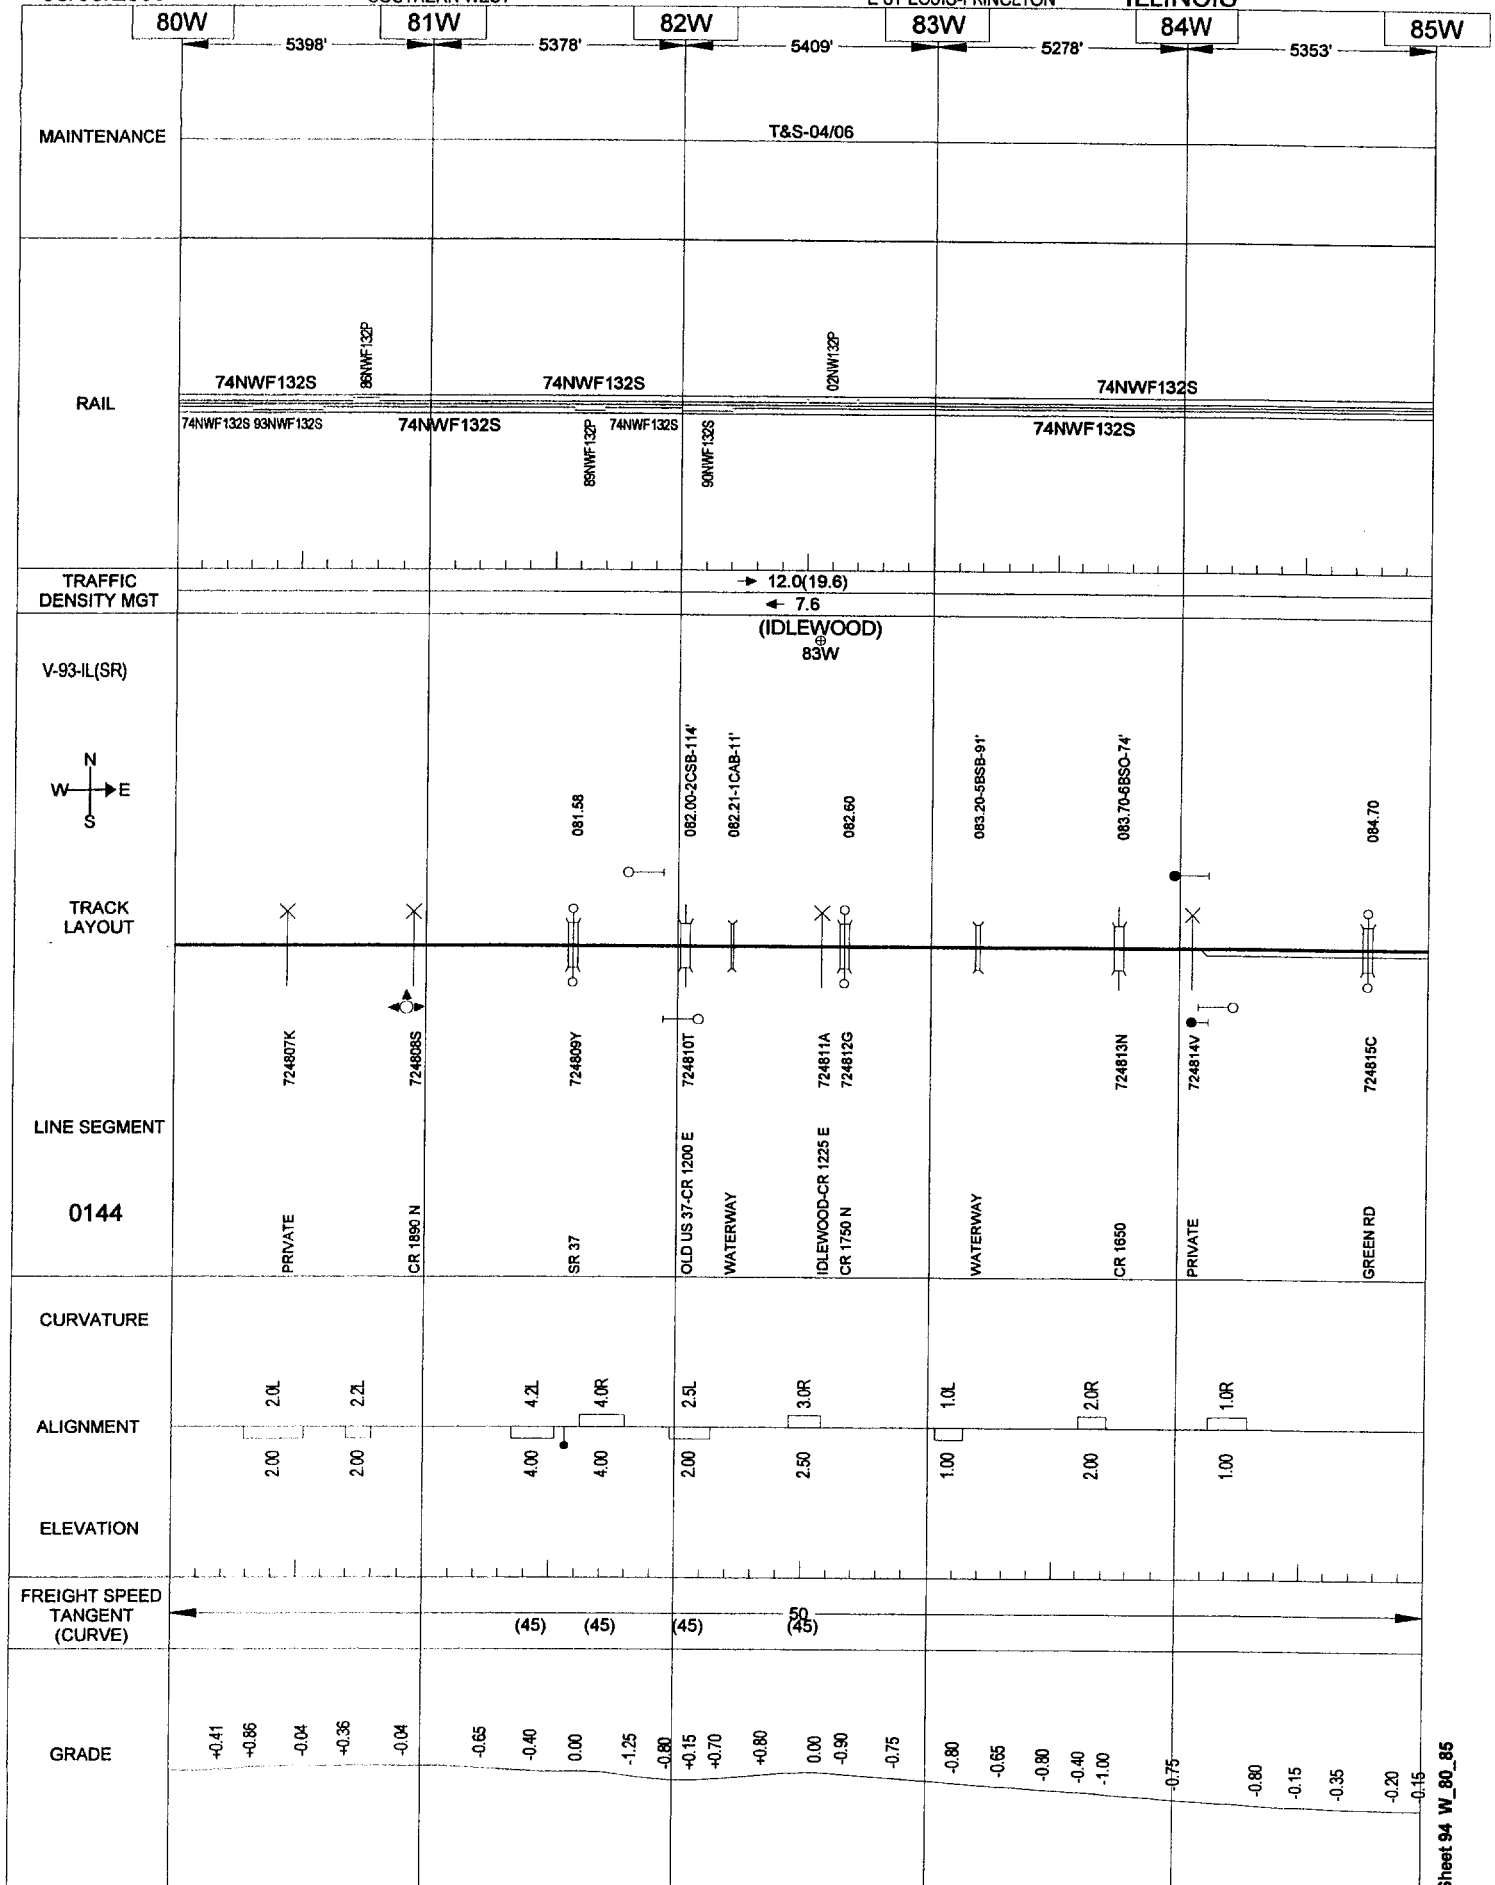 ILLINOIS
80W 81W 82W 83W 84W 85W
5398' 5378' 5409' 5278' 5353'
MAINTENANCE
T&S-04/06
RAIL
86NWF132P
02NW132P
74NWF132S 74NWF132S 74NWF132S
74NWF132S 93NWF132S 74NWF132S 74NWF132S 74NWF132S
89NWF132P
90NWF132S
TRAFFIC
DENSITY MGT
12.0(19.6)
7.6
(IDLEWOOD)
83W
V-93-IL(SR)
N
W E
S
081.58
082.00-2CSB-114'
082.21-1CAB-11'
082.60
083.20-5BSB-91'
083.70-6BSO-74'
084.70
TRACK
LAYOUT
724807K
724808S
724809Y
724810T
724811A
724812G
724813N
724814V
724815C
LINE SEGMENT
0144
PRIVATE
CR 1890 N
SR 37
OLD US 37-CR 1200 E
WATERWAY
IDLEWOOD-CR 1225 E
CR 1750 N
WATERWAY
CR 1650
PRIVATE
GREEN RD
CURVATURE
2.0L 2.2L 4.2L 4.0R 2.5L 3.0R 1.0L 2.0R 1.0R
ALIGNMENT
2.00 2.00 4.00 4.00 2.00 2.50 1.00 2.00 1.00
ELEVATION
FREIGHT SPEED
TANGENT
(CURVE)
50
(45) (45) (45) (45)
GRADE
+0.41 +0.86 -0.04 +0.36 -0.04 -0.65 -0.40 0.00 -1.25 -0.80 +0.15 +0.70 +0.80 0.00 -0.90 -0.75 -0.80 -0.65 -0.80 -0.40 -1.00 -0.75 -0.80 -0.15 -0.35 -0.20 -0.15
Sheet 94 W_80_85